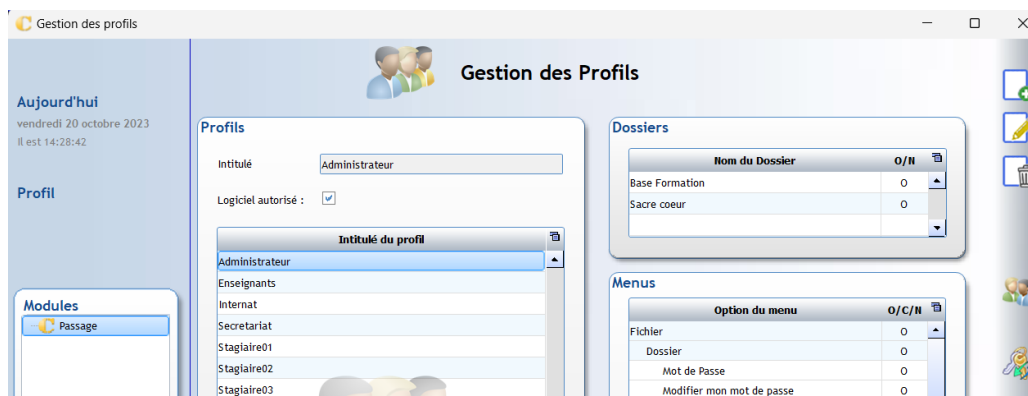 Gestion des profils
Gestion des Profils
Aujourd'hui
vendredi 20 octobre 2023
Il est 14:28:42
Profil
Modules
Passage
Profils
Intitulé
Administrateur
Logiciel autorisé :
Intitulé du profil
Administrateur
Enseignants
Internat
Secretariat
Stagiaire01
Stagiaire02
Stagiaire03
Dossiers
Nom du Dossier O/N
Base Formation O
Sacre coeur O
Menus
Option du menu O/C/N
Fichier O
Dossier O
Mot de Passe O
Modifier mon mot de passe O